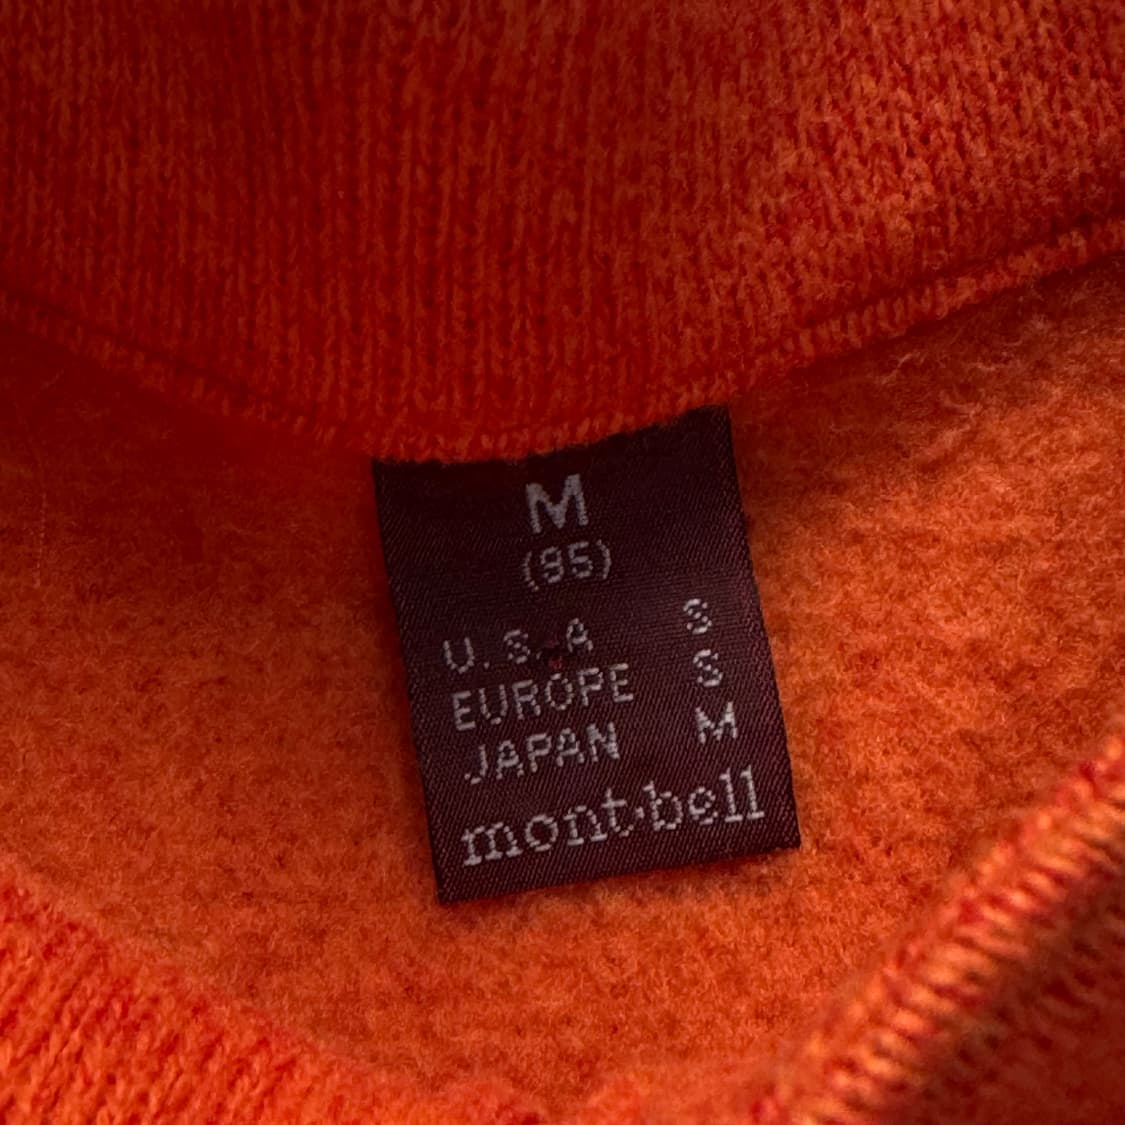 M
(95)
U.S.A S
EUROPE S
JAPAN M
mont-bell